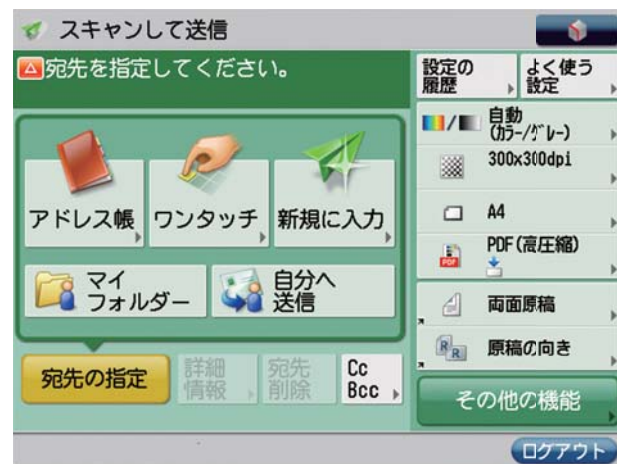 スキャンして送信
宛先を指定してください。
設定の
履歴
よく使う
設定
自動
(カラー/グレー)
300x300dpi
A4
PDF
PDF(高圧縮)
両面原稿
RR
原稿の向き
その他の機能
アドレス帳
ワンタッチ
新規に入力
マイ
フォルダー
自分へ
送信
宛先の指定
詳細
情報
宛先
削除
Cc
Bcc
ログアウト